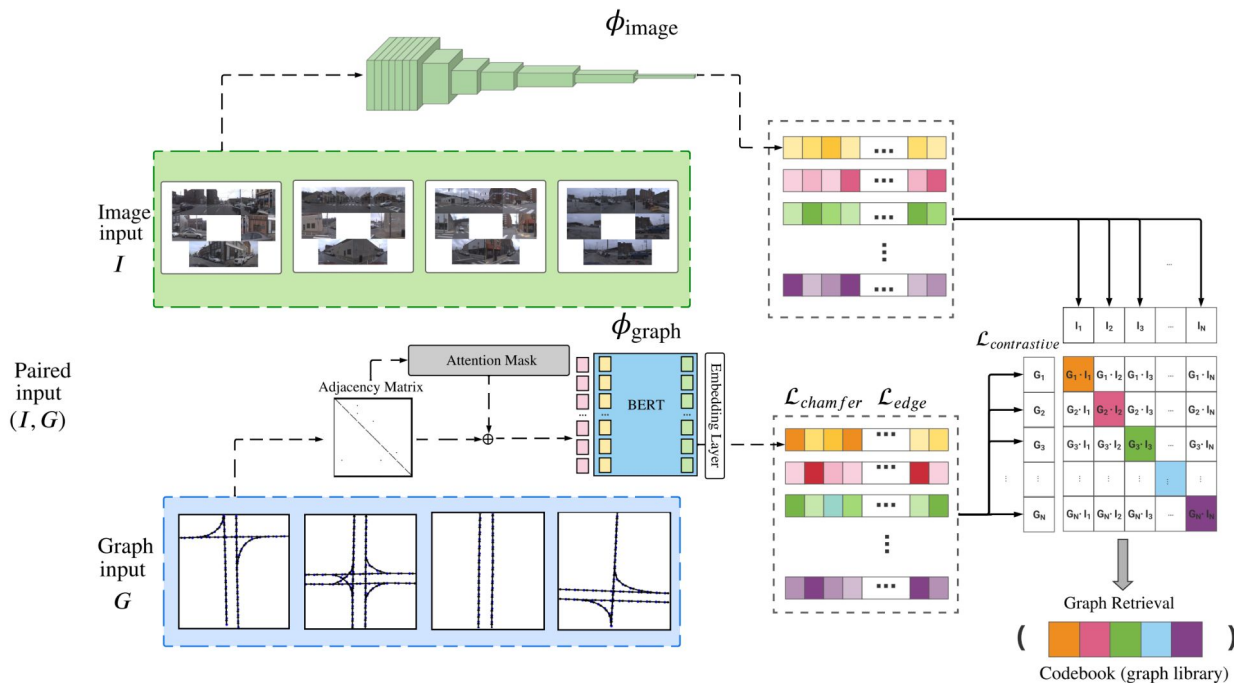 ϕimage
Image
input
I
...
ϕgraph
Attention Mask
Adjacency Matrix
BERT
...
...
...
Embedding Layer
Paired
input
(I, G)
Graph
input
G
...
...
...
...
ℒchamfer ℒedge
...
...
...
...
ℒcontrastive
I1 I2 I3 ... IN
G1 G1 · I1 G1 · I2 G1 · I3 ... G1 · IN
G2 G2 · I1 G2 · I2 G2 · I3 ... G2 · IN
G3 G3 · I1 G3 · I2 G3 · I3 ... G3 · IN
⋮ ⋮ ⋮ ⋮ ⋮ ⋮
GN GN · I1 GN · I2 GN · I3 ... GN · IN
Graph Retrieval
( )
Codebook (graph library)